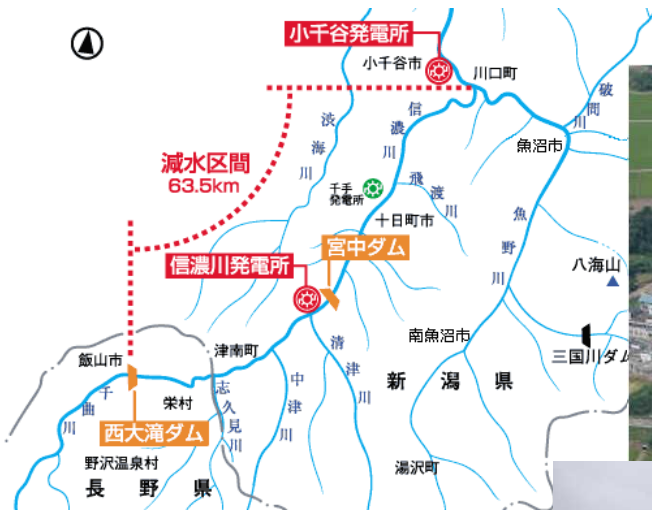 小千谷発電所
小千谷市
川口町
破間川
魚沼市
渋海川
信濃川
減水区間
63.5km
千手
発電所
飛渡川
十日町市
魚野川
宮中ダム
信濃川発電所
八海山
南魚沼市
三国川ダム
飯山市
津南町
清津川
中津川
新潟県
千曲川
栄村
志久見川
西大滝ダム
野沢温泉村
湯沢町
長野県